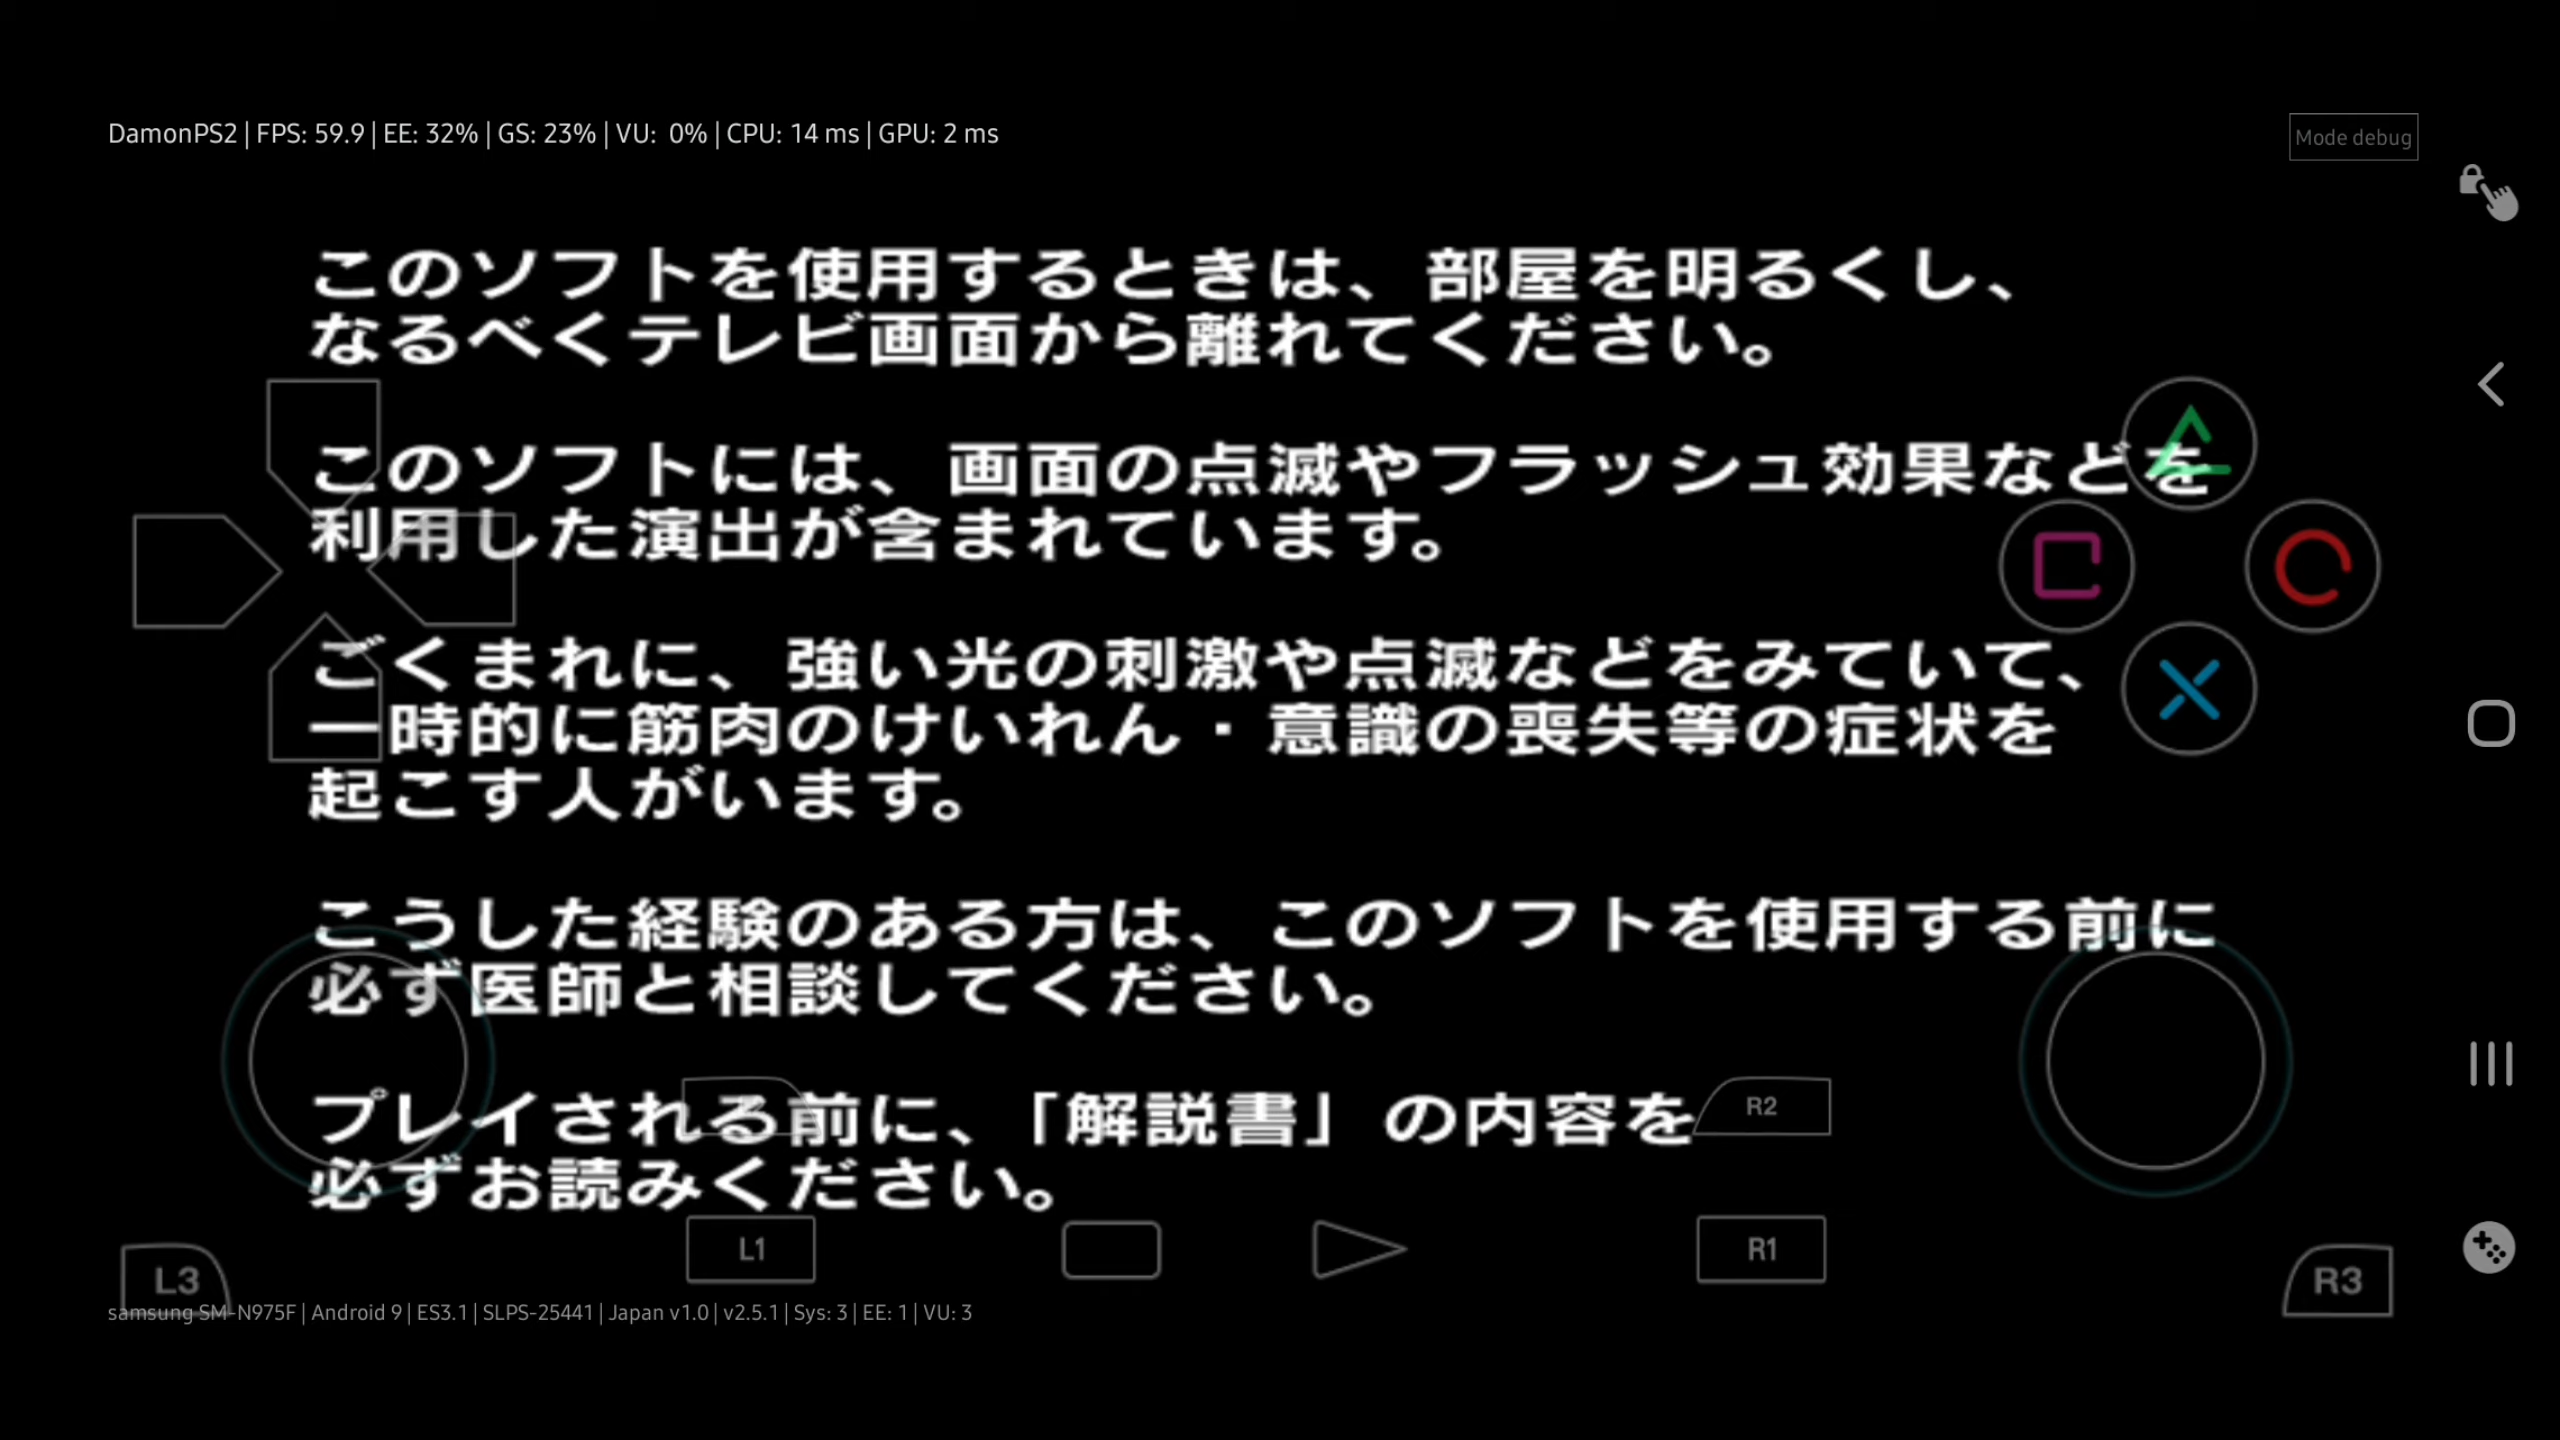 DamonPS2 | FPS: 59.9 | EE: 32% | GS: 23% | VU: 0% | CPU: 14 ms | GPU: 2 ms
Mode debug
このソフトを使用するときは、部屋を明るくし、
なるべくテレビ画面から離れてください。
このソフトには、画面の点滅やフラッシュ効果などを
利用した演出が含まれています。
ごくまれに、強い光の刺激や点滅などをみていて、
一時的に筋肉のけいれん・意識の喪失等の症状を
起こす人がいます。
こうした経験のある方は、このソフトを使用する前に
必ず医師と相談してください。
プレイされる前に、「解説書」の内容を
必ずお読みください。
R2
L1
R1
L3
R3
samsung SM-N975F | Android 9 | ES3.1 | SLPS-25441 | Japan v1.0 | v2.5.1 | Sys: 3 | EE: 1 | VU: 3